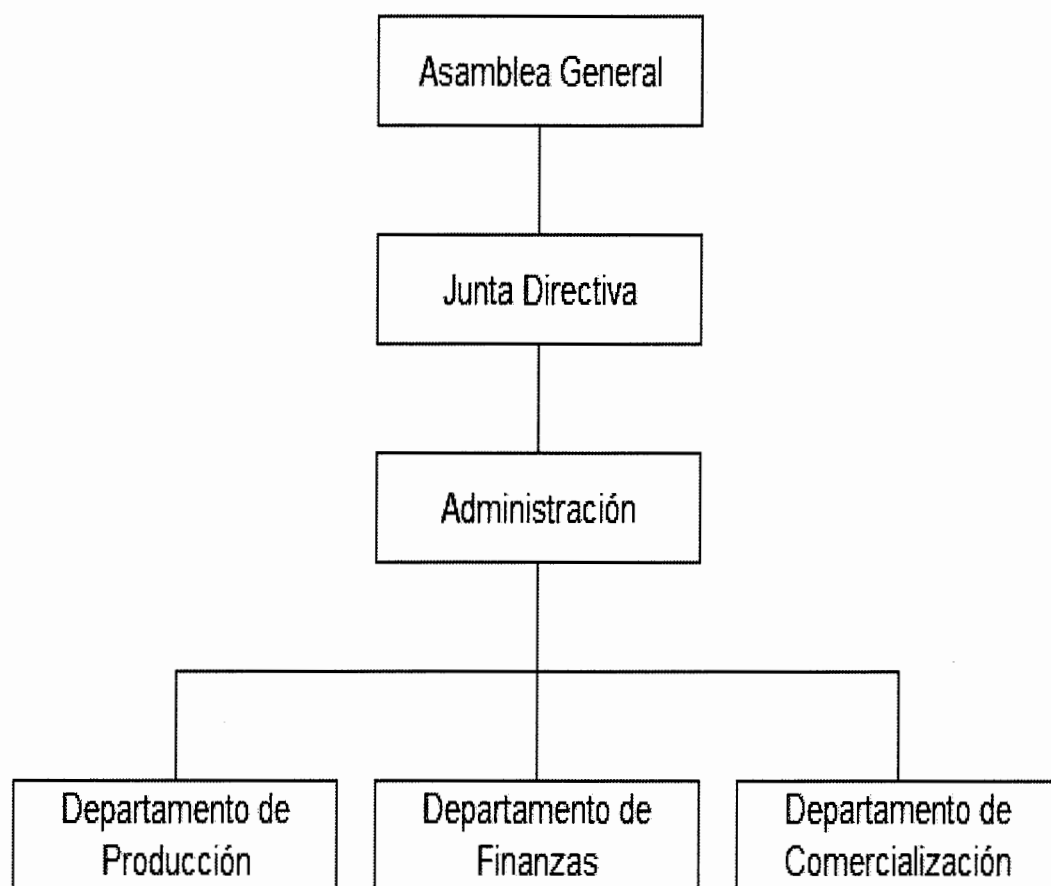 Asamblea General
Junta Directiva
Administración
Departamento de
Producción
Departamento de
Finanzas
Departamento de
Comercialización